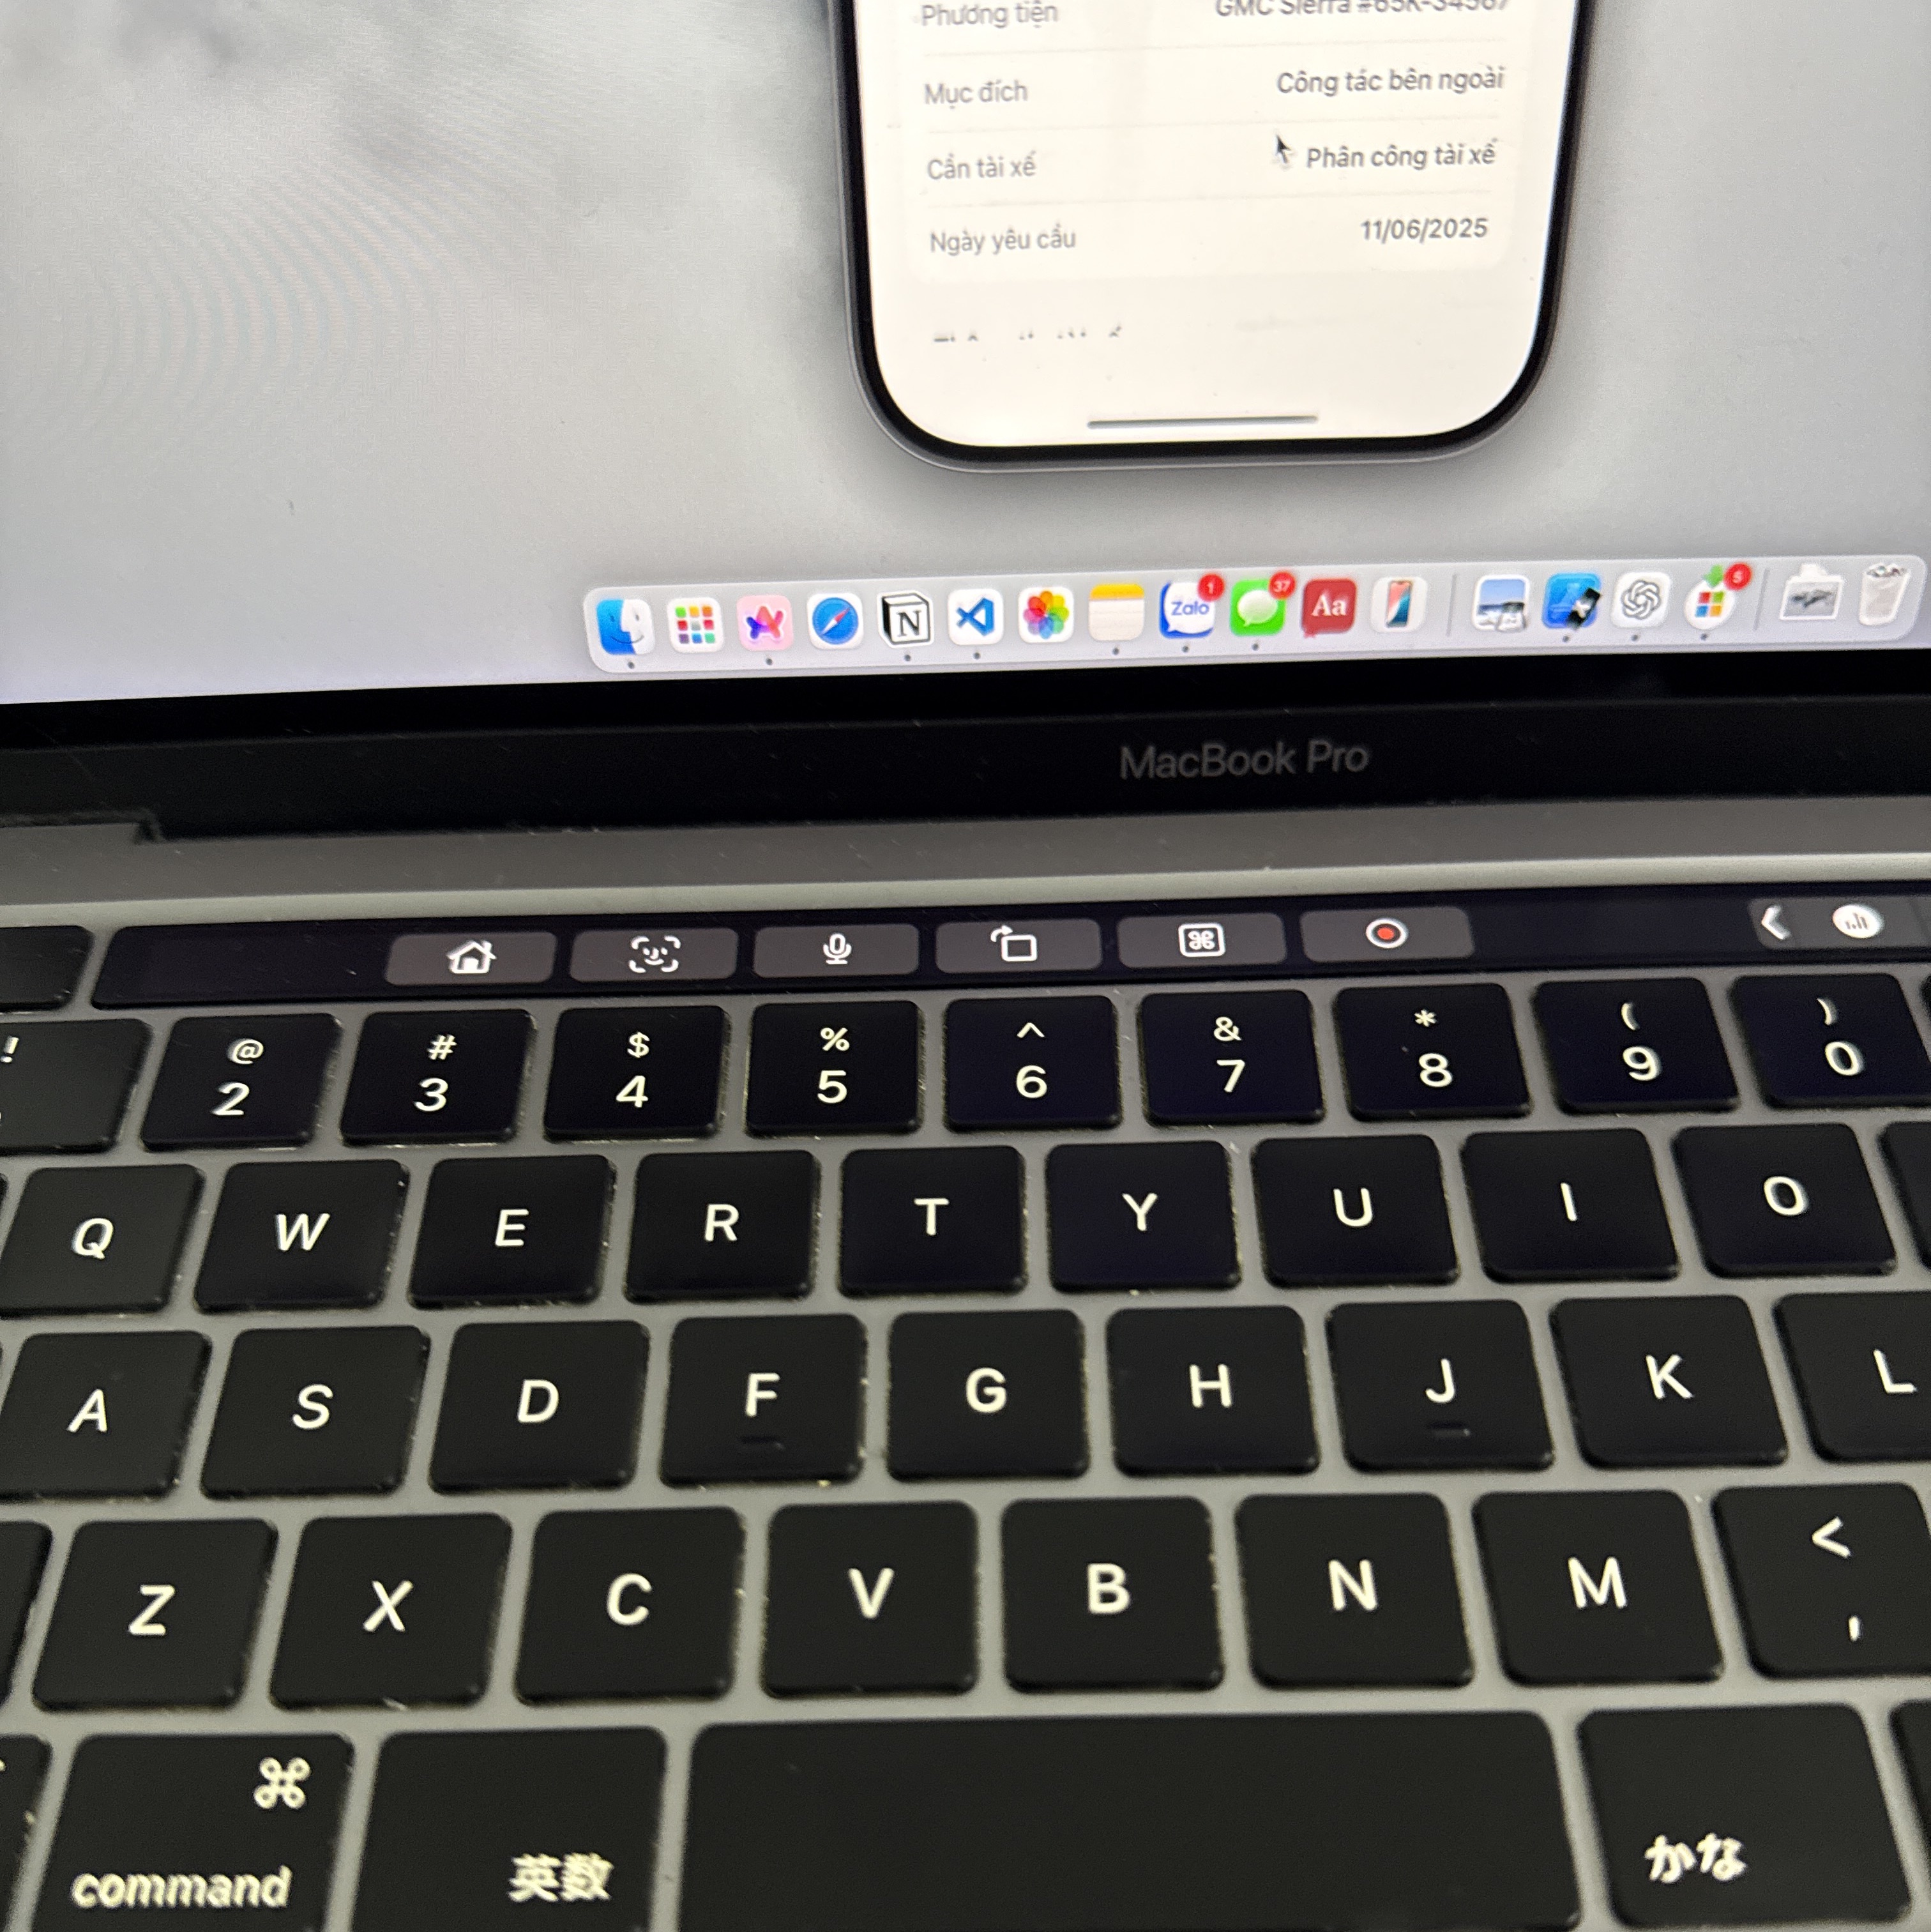 Phương tiện GMC Sierra #65K-34567
Mục đích Công tác bên ngoài
Cần tài xế Phân công tài xế
Ngày yêu cầu 11/06/2025
N Zalo 1 37 Aa 5
MacBook Pro
! @ # $ % ^ & * ( )
2 3 4 5 6 7 8 9 0
Q W E R T Y U I O
A S D F G H J K L
Z X C V B N M <
,
⌘
command 英数 かな